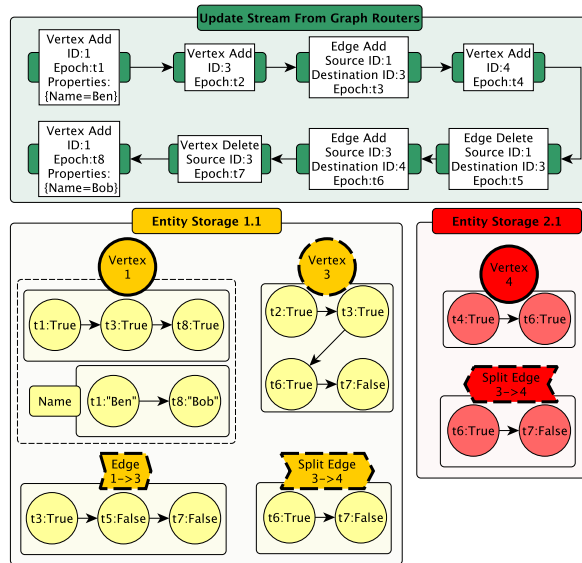 Update Stream From Graph Routers
Vertex Add
ID:1
Epoch:t1
Properties:
{Name=Ben}
Vertex Add
ID:3
Epoch:t2
Edge Add
Source ID:1
Destination ID:3
Epoch:t3
Vertex Add
ID:4
Epoch:t4
Vertex Add
ID:1
Epoch:t8
Properties:
{Name=Bob}
Vertex Delete
Source ID:3
Epoch:t7
Edge Add
Source ID:3
Destination ID:4
Epoch:t6
Edge Delete
Source ID:1
Destination ID:3
Epoch:t5
Entity Storage 1.1
Vertex
1
t1:True
t3:True
t8:True
Name
t1:"Ben"
t8:"Bob"
Vertex
3
t2:True
t3:True
t6:True
t7:False
Edge
1->3
t3:True
t5:False
t7:False
Split Edge
3->4
t6:True
t7:False
Entity Storage 2.1
Vertex
4
t4:True
t6:True
Split Edge
3->4
t6:True
t7:False